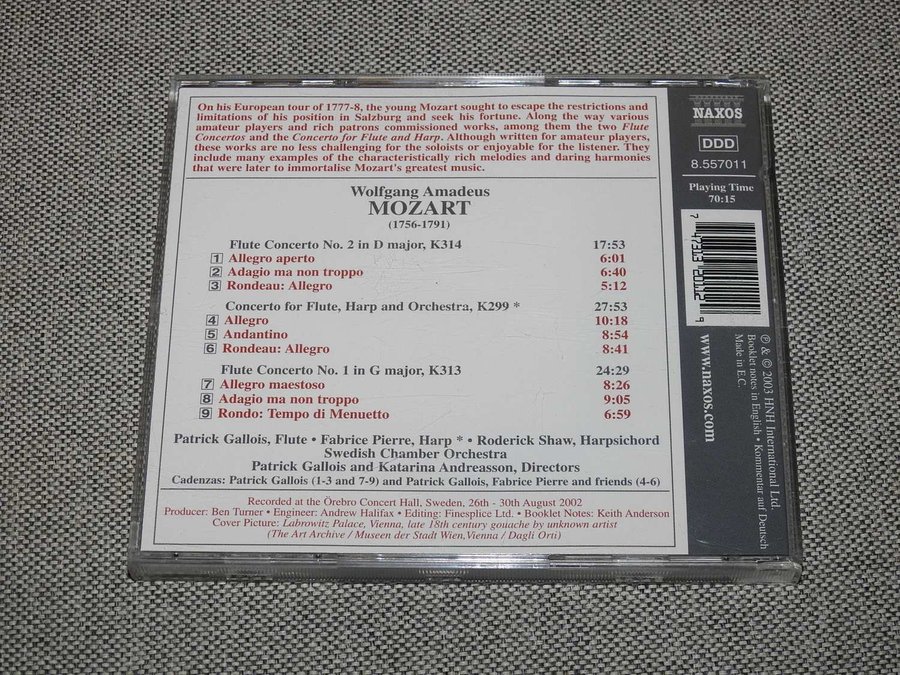 On his European tour of 1777-8, the young Mozart sought to escape the restrictions and
limitations of his position in Salzburg and seek his fortune. Along the way various
amateur players and rich patrons commissioned works, among them the two Flute
Concertos and the Concerto for Flute and Harp. Although written for amateur players,
these works are no less challenging for the soloists or enjoyable for the listener. They
include many examples of the characteristically rich melodies and daring harmonies
that were later to immortalise Mozart's greatest music.
Wolfgang Amadeus
MOZART
(1756-1791)
Flute Concerto No. 2 in D major, K314 17:53
1 Allegro aperto 6:01
2 Adagio ma non troppo 6:40
3 Rondeau: Allegro 5:12
Concerto for Flute, Harp and Orchestra, K299 * 27:53
4 Allegro 10:18
5 Andantino 8:54
6 Rondeau: Allegro 8:41
Flute Concerto No. 1 in G major, K313 24:29
7 Allegro maestoso 8:26
8 Adagio ma non troppo 9:05
9 Rondo: Tempo di Menuetto 6:59
Patrick Gallois, Flute • Fabrice Pierre, Harp * • Roderick Shaw, Harpsichord
Swedish Chamber Orchestra
Patrick Gallois and Katarina Andreasson, Directors
Cadenzas: Patrick Gallois (1-3 and 7-9) and Patrick Gallois, Fabrice Pierre and friends (4-6)
Recorded at the Örebro Concert Hall, Sweden, 26th - 30th August 2002
Producer: Ben Turner • Engineer: Andrew Halifax • Editing: Finesplice Ltd. • Booklet Notes: Keith Anderson
Cover Picture: Labrowitz Palace, Vienna, late 18th century gouache by unknown artist
(The Art Archive / Museen der Stadt Wien, Vienna / Dagli Orti)
NAXOS
DDD
8.557011
Playing Time
70:15
7 47313 20112 9
℗ & © 2003 HNH International Ltd.
Booklet notes in English • Kommentar auf Deutsch
Made in E.C.
www.naxos.com